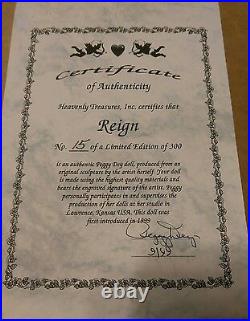 Certificate
of Authenticity
Heavenly Treasures, Inc. certifies that
Reign
No. 15 of a Limited Edition of 300
is an authentic Peggy Dey doll, produced from an
original sculpture by the artist herself. Your doll
is made using the highest quality materials and
bears the engraved signature of the artist. Peggy
personally participates in and supervises the
production of her dolls at her studio in
Lawrence, Kansas USA. This doll was
first introduced in 1999
Peggy Dey
9/99